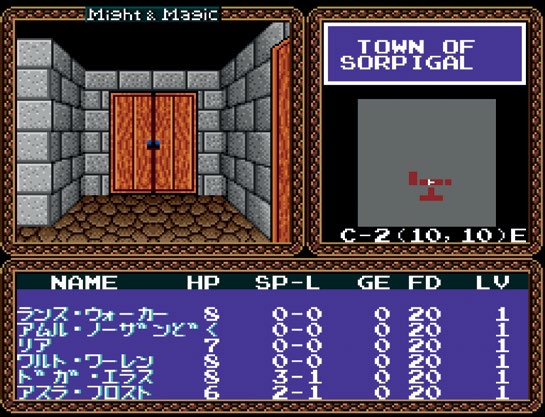 Might & Magic
TOWN OF
SORPIGAL
C-2(10,10)E
NAME HP SP-L GE FD LV
ランス・ウォーカー 8 0-0 0 20 1
アムル・ノーザンどく 8 0-0 0 20 1
リア 7 0-0 0 20 1
ワルト・ワーレン 8 0-0 0 20 1
ドガ・エラス 8 3-1 0 20 1
アスラ・フロスト 6 2-1 0 20 1